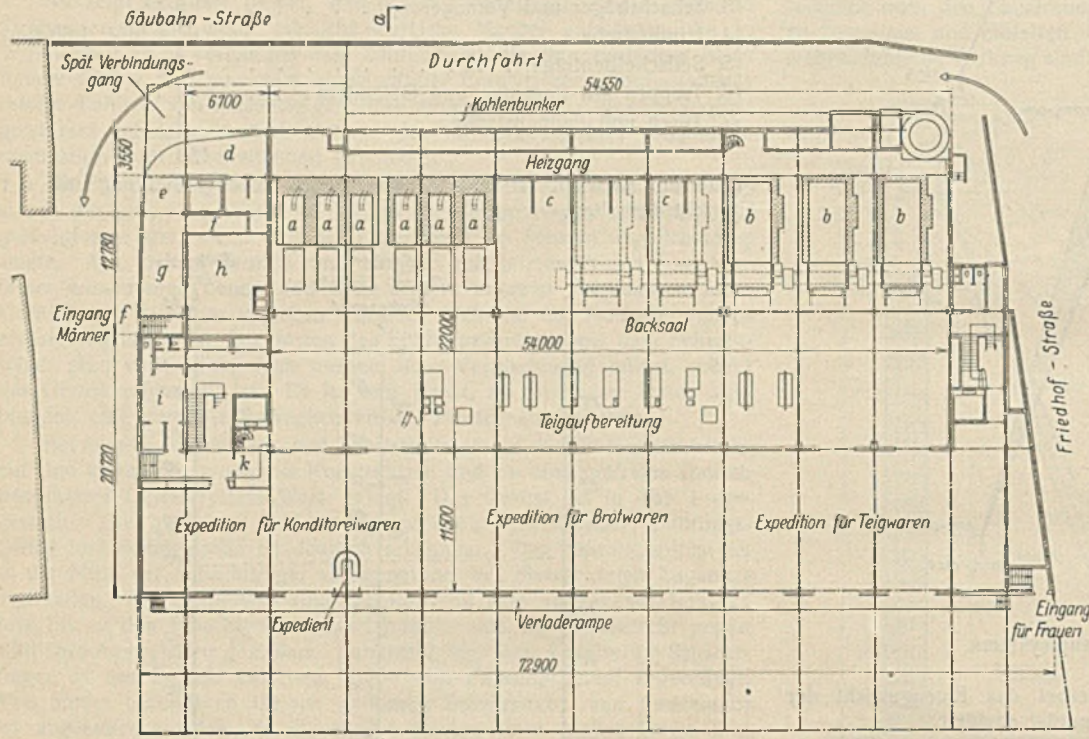 Gäubahn - Straße
a
Durchfahrt
Spät. Verbindungs-
gang
6700
54550
Kohlenbunker
3550
d
Heizgang
e
a a a a a a
c c
b b b
f
12780
g h
Eingang
Männer
f
22000
Backsaal
54000
Friedhof - Straße
i
Teigaufbereitung
k
20720
11500
Expedition für Konditoreiwaren
Expedition für Brotwaren
Expedition für Teigwaren
Expedient
Verladerampe
Eingang
für Frauen
72900